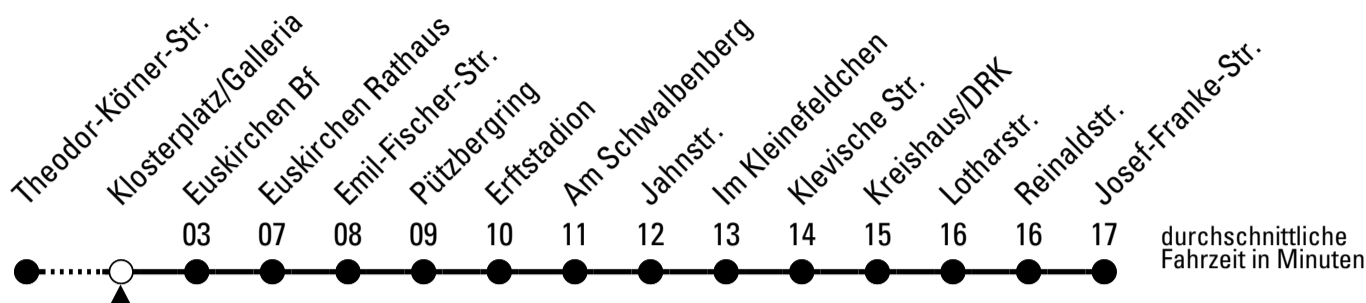 Theodor-Körner-Str.
Klosterplatz/Galleria
Euskirchen Bf
Euskirchen Rathaus
Emil-Fischer-Str.
Pützbergring
Erftstadion
Am Schwalbenberg
Jahnstr.
Im Kleinefeldchen
Klevische Str.
Kreishaus/DRK
Lotharstr.
Reinaldstr.
Josef-Franke-Str.
03 07 08 09 10 11 12 13 14 15 16 16 17
durchschnittliche
Fahrzeit in Minuten